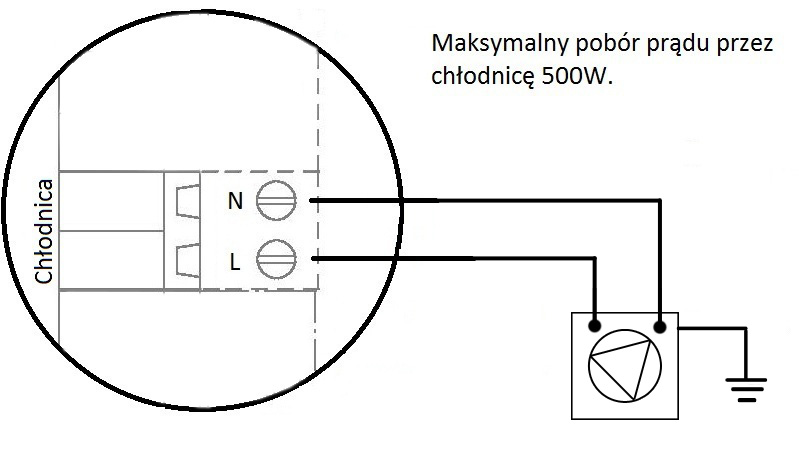 Maksymalny pobór prądu przez
chłodnicę 500W.
Chłodnica
N
L